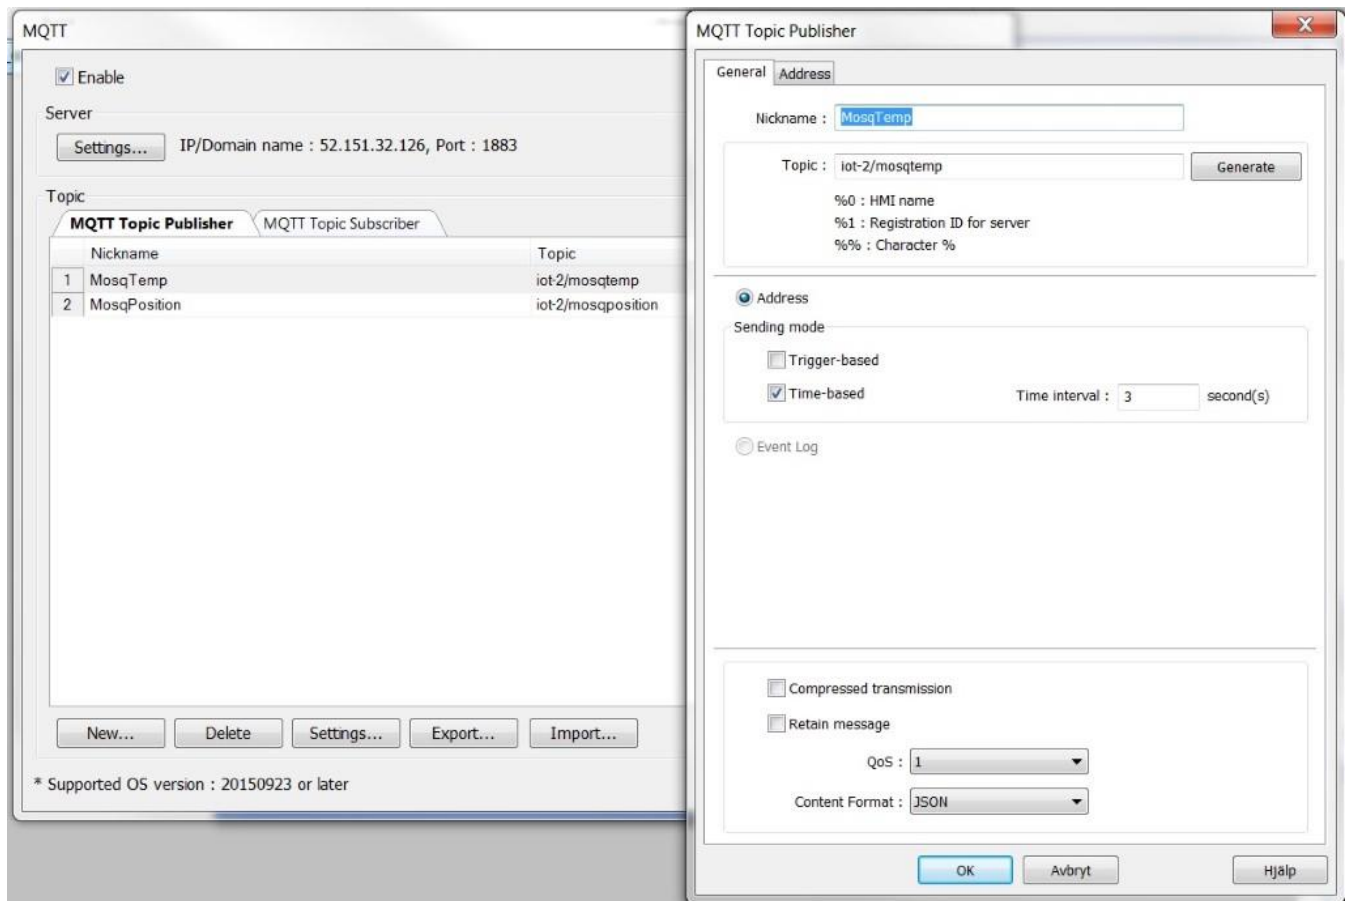 MQTT
Enable
Server
Settings... IP/Domain name : 52.151.32.126, Port : 1883
Topic
MQTT Topic Publisher MQTT Topic Subscriber
Nickname Topic
1 MosqTemp iot-2/mosqtemp
2 MosqPosition iot-2/mosqposition
New... Delete Settings... Export... Import...
* Supported OS version : 20150923 or later
MQTT Topic Publisher
General Address
Nickname : MosqTemp
Topic : iot-2/mosqtemp Generate
%0 : HMI name
%1 : Registration ID for server
%% : Character %
Address
Sending mode
Trigger-based
Time-based Time interval : 3 second(s)
Event Log
Compressed transmission
Retain message
QoS : 1
Content Format : JSON
OK Avbryt Hjälp